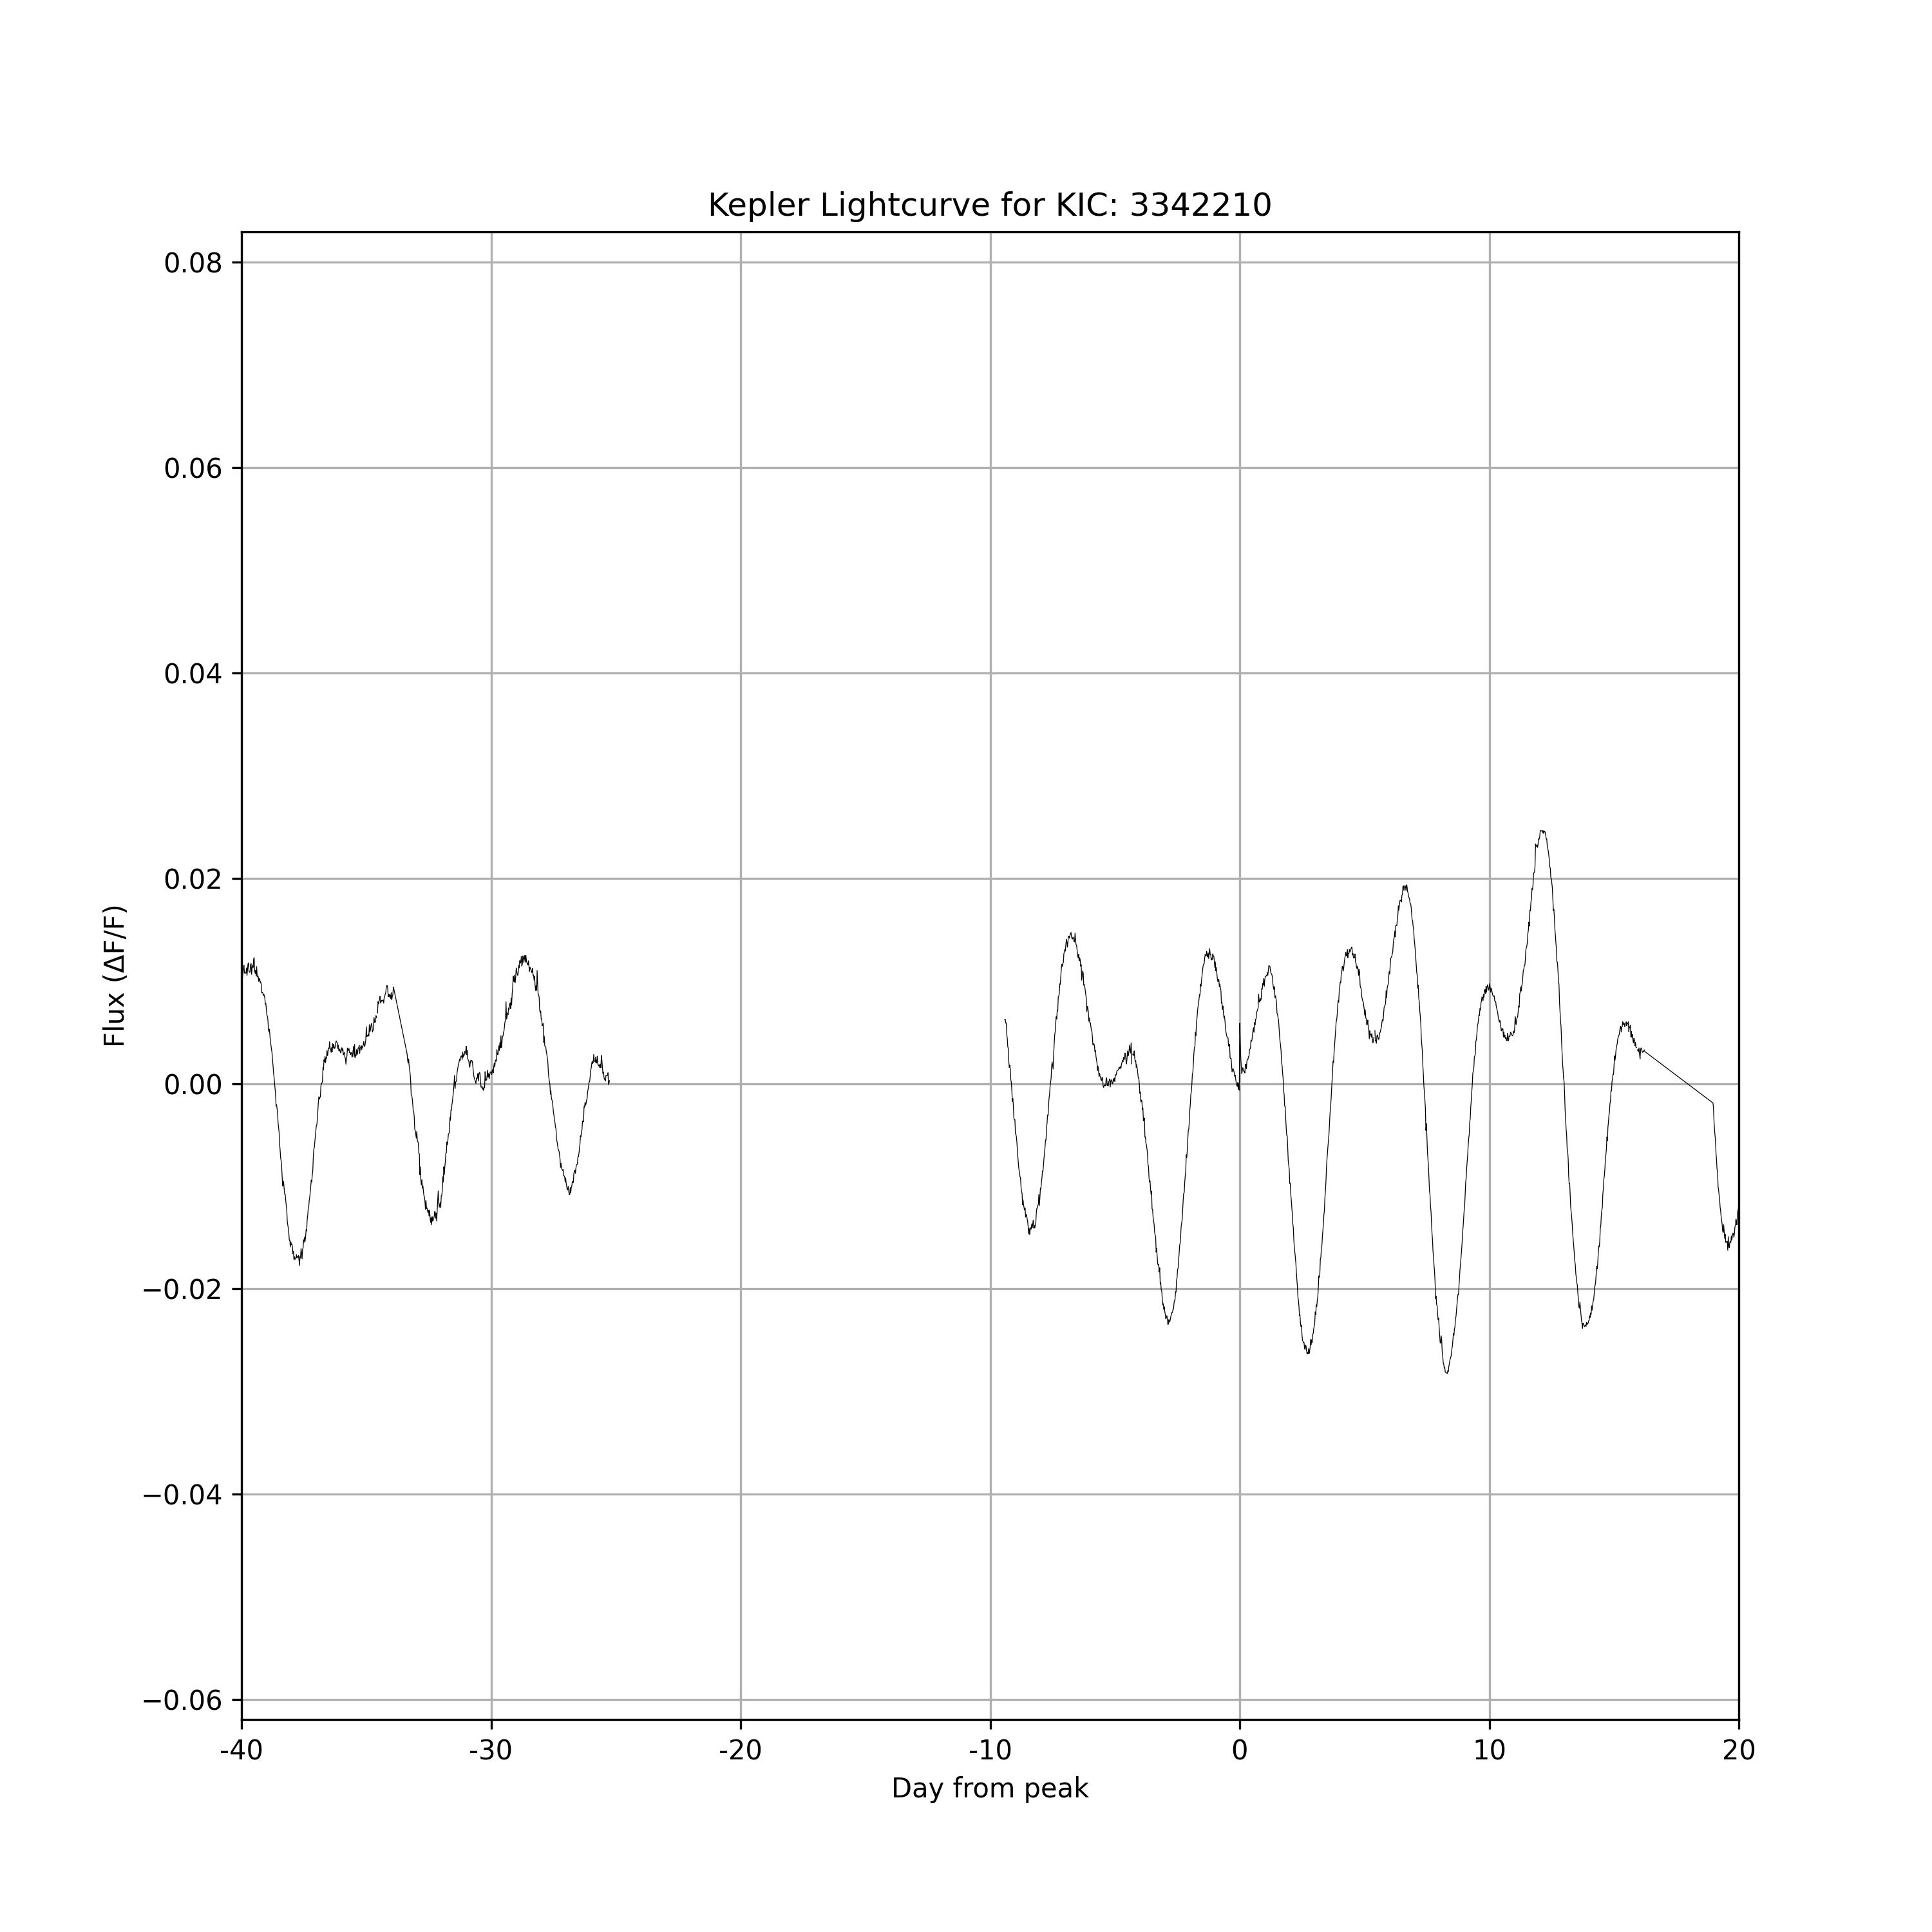 Kepler Lightcurve for KIC: 3342210
0.08
0.06
0.04
0.02
0.00
−0.02
−0.04
−0.06
Flux (ΔF/F)
-40 -30 -20 -10 0 10 20
Day from peak